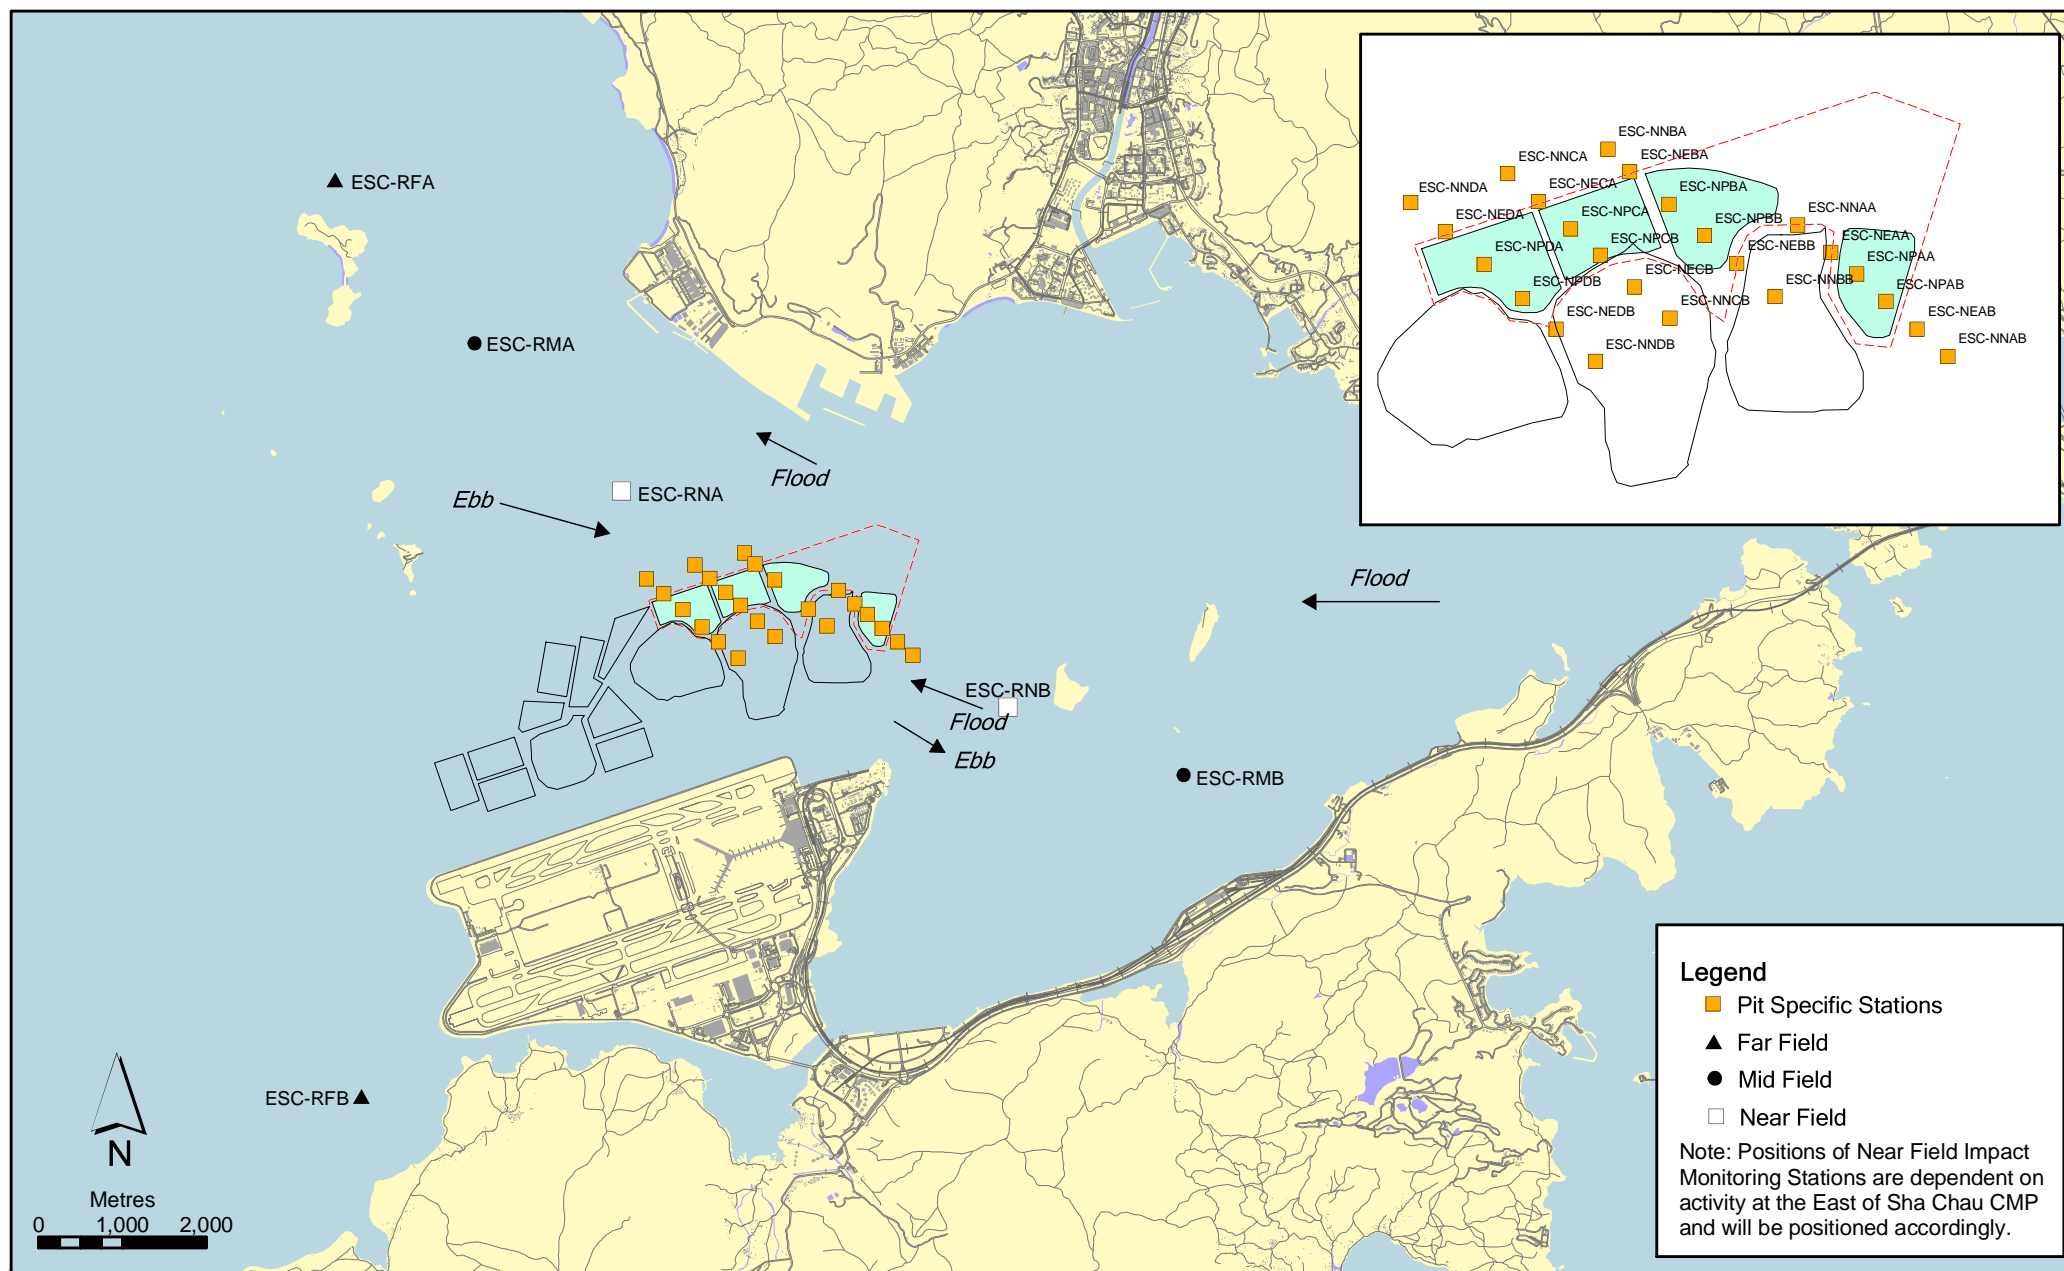 ESC-RFA
ESC-RMA
Flood
Ebb
ESC-RNA
Flood
ESC-RNB
Flood
Ebb
ESC-RMB
ESC-RFB
N
Metres
0 1,000 2,000
ESC-NNBA
ESC-NNCA
ESC-NEBA
ESC-NNDA
ESC-NECA
ESC-NPBA
ESC-NEDA
ESC-NPCA
ESC-NPBB
ESC-NNAA
ESC-NPDA
ESC-NPCB
ESC-NEBB
ESC-NEAA
ESC-NPDB
ESC-NECB
ESC-NNBB
ESC-NPAA
ESC-NEDB
ESC-NNCB
ESC-NPAB
ESC-NNDB
ESC-NEAB
ESC-NNAB
Legend
Pit Specific Stations
Far Field
Mid Field
Near Field
Note: Positions of Near Field Impact
Monitoring Stations are dependent on
activity at the East of Sha Chau CMP
and will be positioned accordingly.